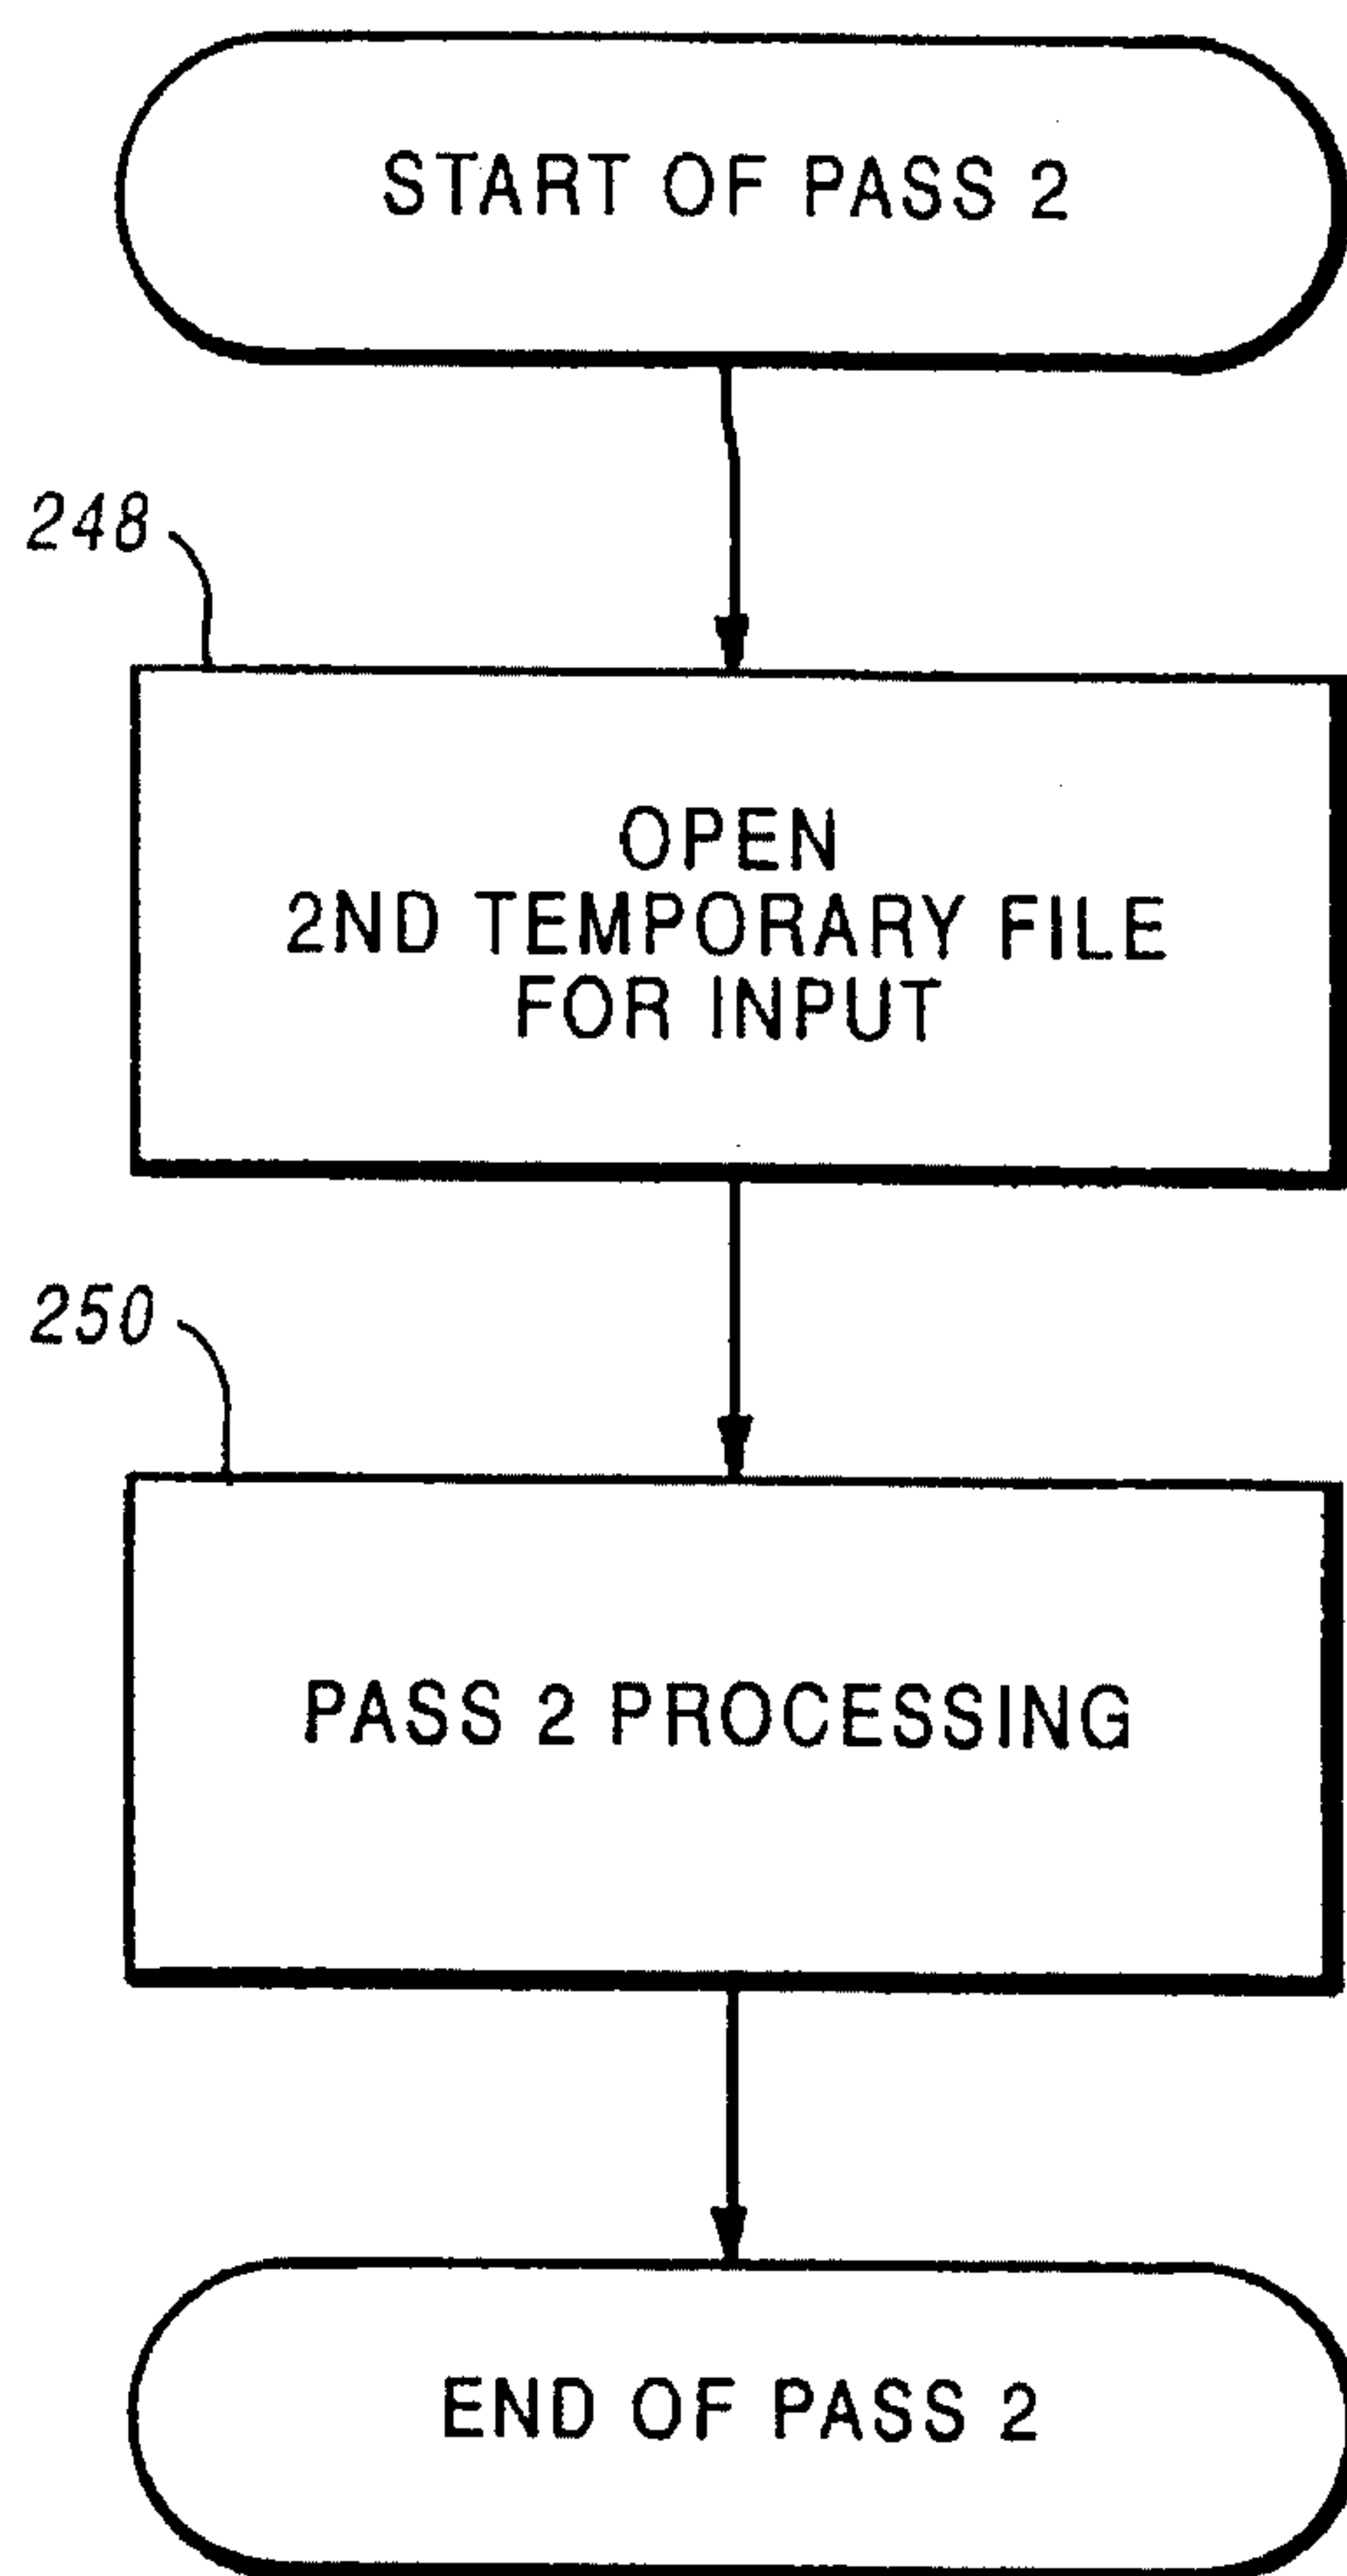 START OF PASS 2
248
OPEN
2ND TEMPORARY FILE
FOR INPUT
250
PASS 2 PROCESSING
END OF PASS 2